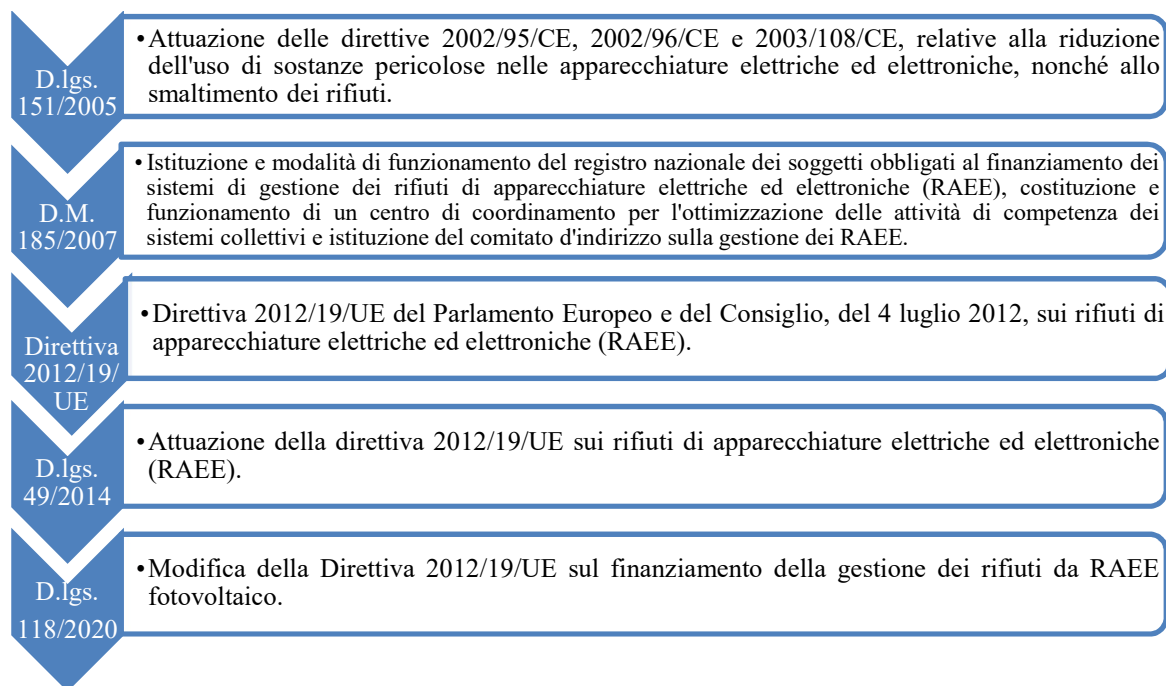 D.lgs.
151/2005
•Attuazione delle direttive 2002/95/CE, 2002/96/CE e 2003/108/CE, relative alla riduzione
dell'uso di sostanze pericolose nelle apparecchiature elettriche ed elettroniche, nonché allo
smaltimento dei rifiuti.
D.M.
185/2007
•Istituzione e modalità di funzionamento del registro nazionale dei soggetti obbligati al finanziamento dei
sistemi di gestione dei rifiuti di apparecchiature elettriche ed elettroniche (RAEE), costituzione e
funzionamento di un centro di coordinamento per l'ottimizzazione delle attività di competenza dei
sistemi collettivi e istituzione del comitato d'indirizzo sulla gestione dei RAEE.
Direttiva
2012/19/
UE
•Direttiva 2012/19/UE del Parlamento Europeo e del Consiglio, del 4 luglio 2012, sui rifiuti di
apparecchiature elettriche ed elettroniche (RAEE).
D.lgs.
49/2014
•Attuazione della direttiva 2012/19/UE sui rifiuti di apparecchiature elettriche ed elettroniche
(RAEE).
D.lgs.
118/2020
•Modifica della Direttiva 2012/19/UE sul finanziamento della gestione dei rifiuti da RAEE
fotovoltaico.